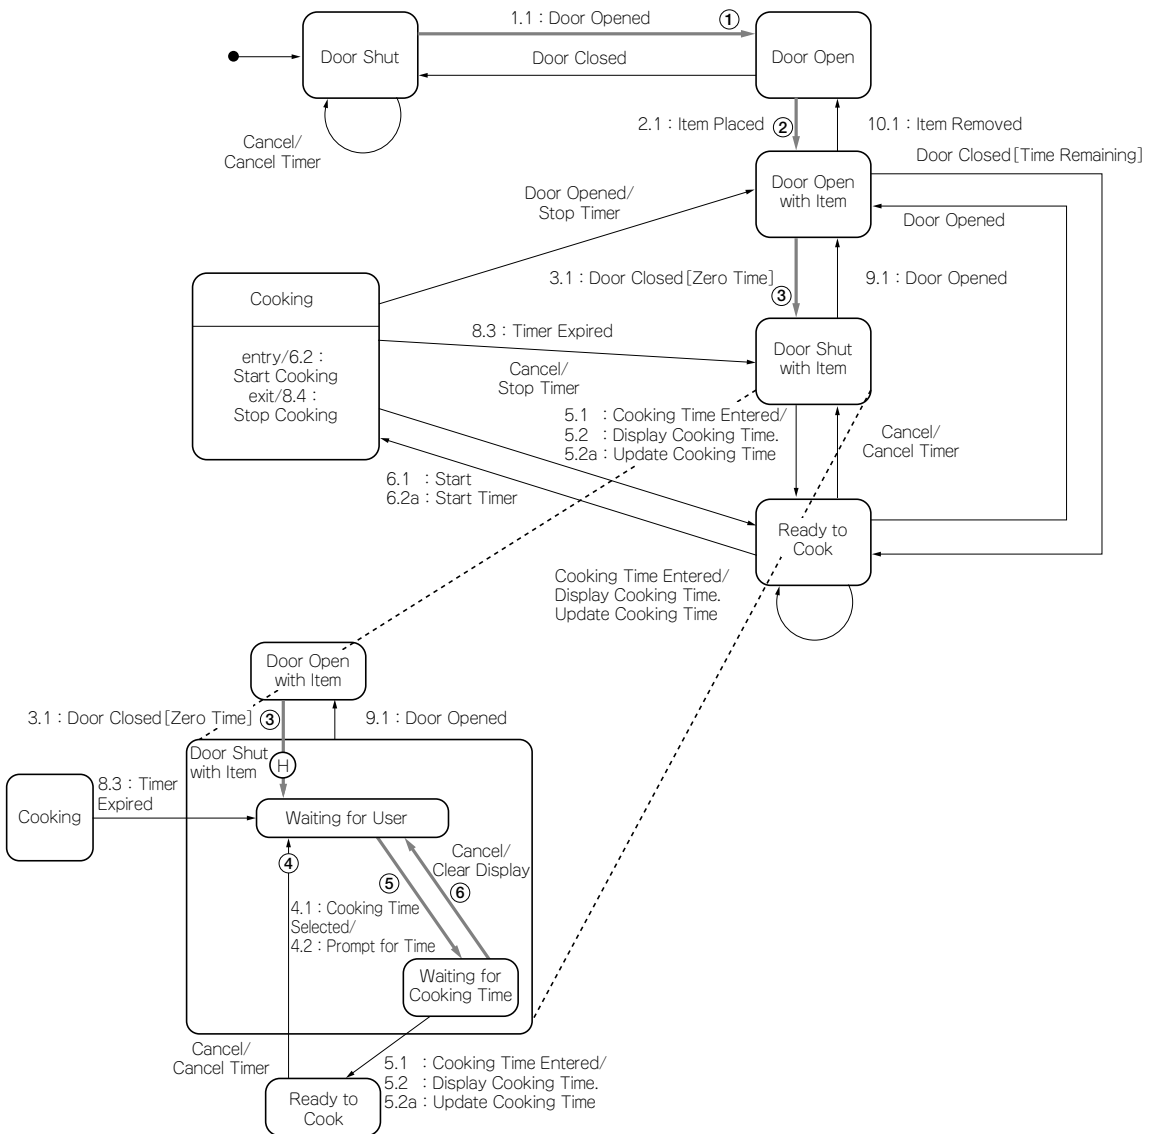 1.1 : Door Opened ①
Door Shut
Door Closed
Door Open
Cancel/
Cancel Timer
2.1 : Item Placed ②
10.1 : Item Removed
Door Closed [Time Remaining]
Door Open
with Item
Door Opened/
Stop Timer
Door Opened
3.1 : Door Closed [Zero Time]
③
9.1 : Door Opened
Cooking
entry/6.2 :
Start Cooking
exit/8.4 :
Stop Cooking
8.3 : Timer Expired
Door Shut
with Item
Cancel/
Stop Timer
5.1 : Cooking Time Entered/
5.2 : Display Cooking Time.
5.2a : Update Cooking Time
Cancel/
Cancel Timer
6.1 : Start
6.2a : Start Timer
Ready to
Cook
Cooking Time Entered/
Display Cooking Time.
Update Cooking Time
Door Open
with Item
3.1 : Door Closed [Zero Time] ③
9.1 : Door Opened
Door Shut
with Item
H
8.3 : Timer
Expired
Cooking
Waiting for User
④
Cancel/
Clear Display
⑤
⑥
4.1 : Cooking Time
Selected/
4.2 : Prompt for Time
Waiting for
Cooking Time
Cancel/
Cancel Timer
5.1 : Cooking Time Entered/
5.2 : Display Cooking Time.
5.2a : Update Cooking Time
Ready to
Cook